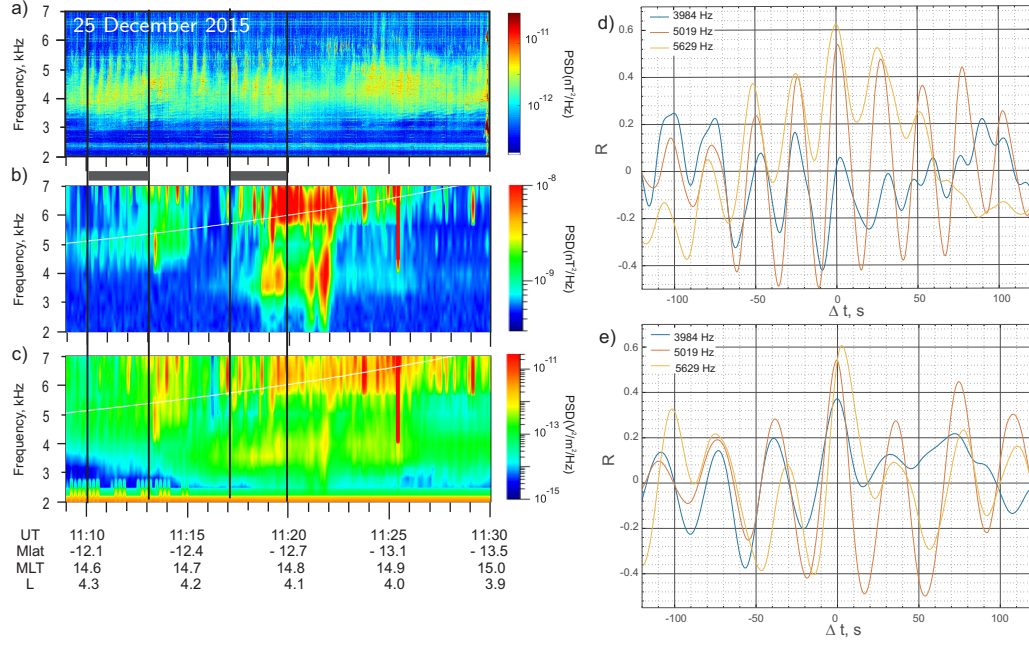 a)
25 December 2015
Frequency, kHz
7
6
5
4
3
2
10⁻¹¹
10⁻¹²
PSD(nT²/Hz)
b)
Frequency, kHz
7
6
5
4
3
2
10⁻⁸
10⁻⁹
10⁻¹⁰
PSD(nT²/Hz)
c)
Frequency, kHz
7
6
5
4
3
2
10⁻¹¹
10⁻¹³
10⁻¹⁵
PSD(V²/m²/Hz)
UT 11:10 11:15 11:20 11:25 11:30
Mlat -12.1 -12.4 - 12.7 - 13.1 - 13.5
MLT 14.6 14.7 14.8 14.9 15.0
L 4.3 4.2 4.1 4.0 3.9
d)
3984 Hz
5019 Hz
5629 Hz
R
0.6
0.4
0.2
0
-0.2
-0.4
-100 -50 0 50 100
Δ t, s
e)
3984 Hz
5019 Hz
5629 Hz
R
0.6
0.4
0.2
0
-0.2
-0.4
-100 -50 0 50 100
Δ t, s